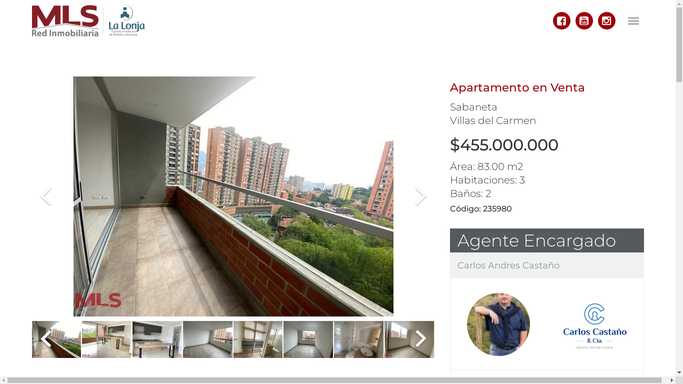 MLS
Red Inmobiliaria
La Lonja
Apartamento en Venta
Sabaneta
Villas del Carmen
$455.000.000
Área: 83.00 m2
Habitaciones: 3
Baños: 2
Código: 235980
MLS
Agente Encargado
Carlos Andres Castaño
Carlos Castaño
& Cía.